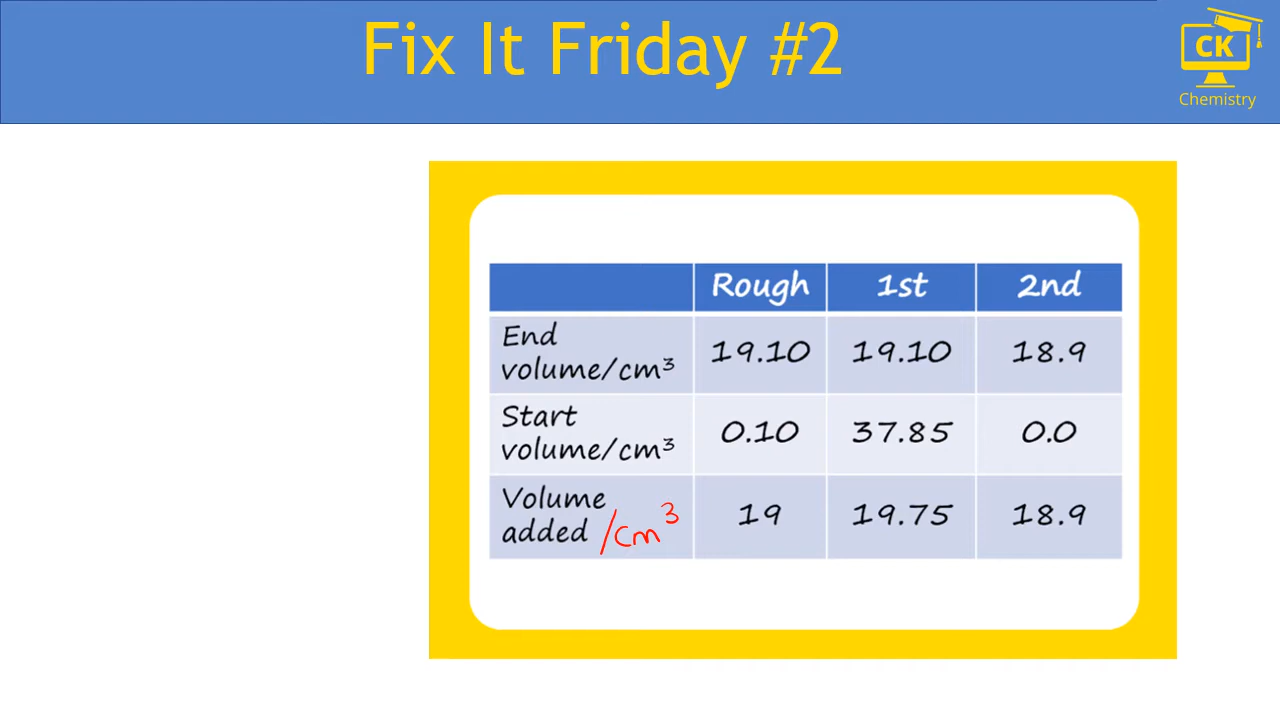 Fix It Friday #2
CK
Chemistry
Rough 1st 2nd
End
volume/cm³ 19.10 19.10 18.9
Start
volume/cm³ 0.10 37.85 0.0
Volume
added /cm³ 19 19.75 18.9